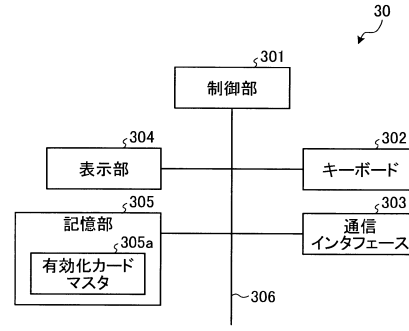 30
301
制御部
304
表示部
302
キーボード
305
記憶部
305a
有効化カード
マスタ
303
通信
インタフェース
306